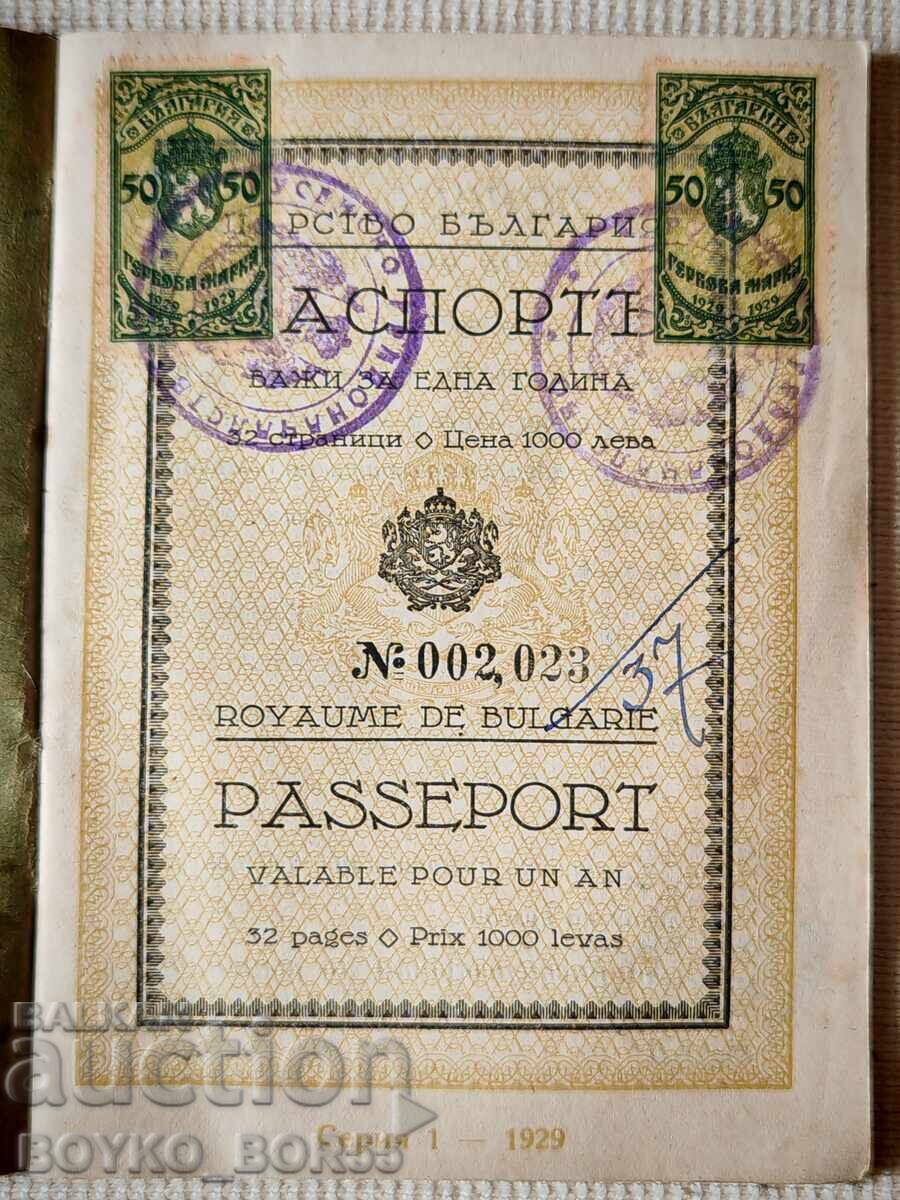 БЪЛГАРИЯ
50 50
ГЕРБОВА МАРКА
1929 1929
БЪЛГАРИЯ
50 50
ГЕРБОВА МАРКА
1929 1929
ЦАРСТВО БЪЛГАРИЯ
ПАСПОРТЪ
ВАЖИ ЗА ЕДНА ГОДИНА
32 страници ◇ Цена 1000 лева
№ 002,023
37
ROYAUME DE BULGARIE
PASSEPORT
VALABLE POUR UN AN
32 pages ◇ Prix 1000 levas
Серия 1 — 1929
BALKAN
auction
BOYKO_BOR55